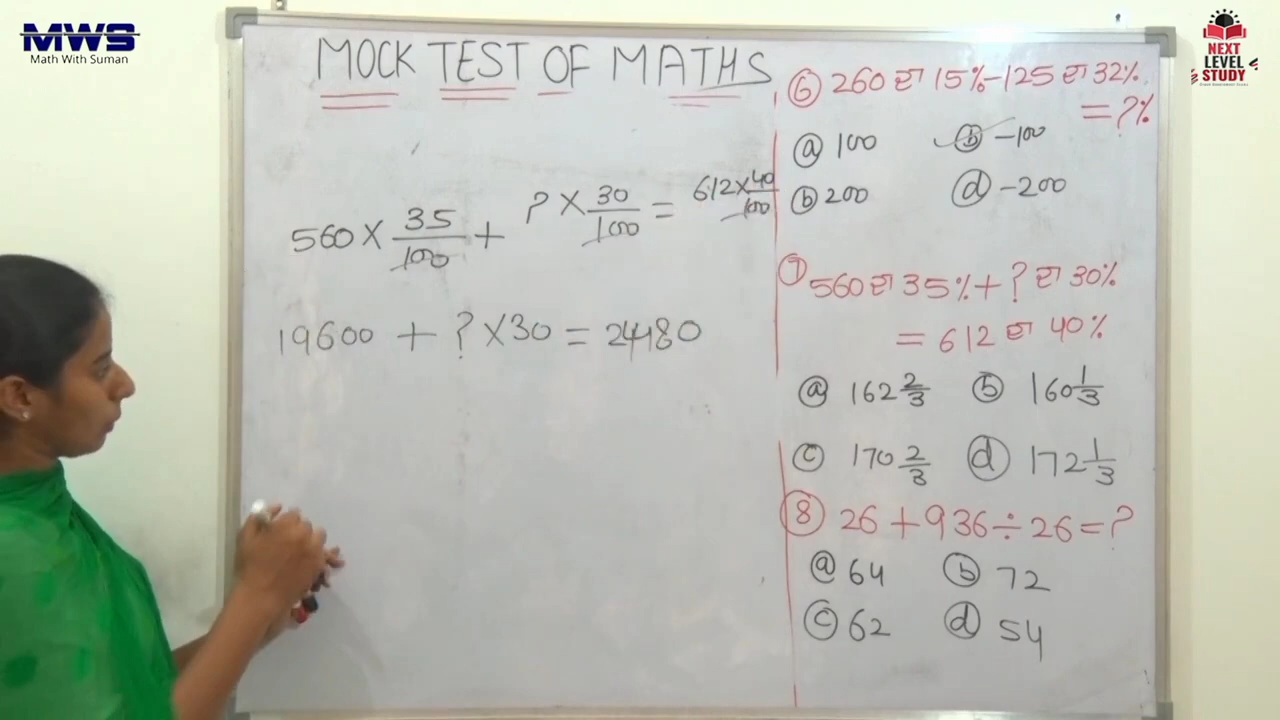 MWS
Math With Suman
NEXT
LEVEL
STUDY
MOCK TEST OF MATHS
560 × 35/100 + ? × 30/100 = 612 × 40/100
19600 + ? × 30 = 24480
⑥ 260 ਦਾ 15% - 125 ਦਾ 32%
= ?%
ⓐ 100 ⓑ -100
ⓑ 200 ⓓ -200
⑦ 560 ਦਾ 35% + ? ਦਾ 30%
= 612 ਦਾ 40%
ⓐ 162 2/3 ⓑ 160 1/3
ⓒ 170 2/3 ⓓ 172 1/3
⑧ 26 + 936 ÷ 26 = ?
ⓐ 64 ⓑ 72
ⓒ 62 ⓓ 54